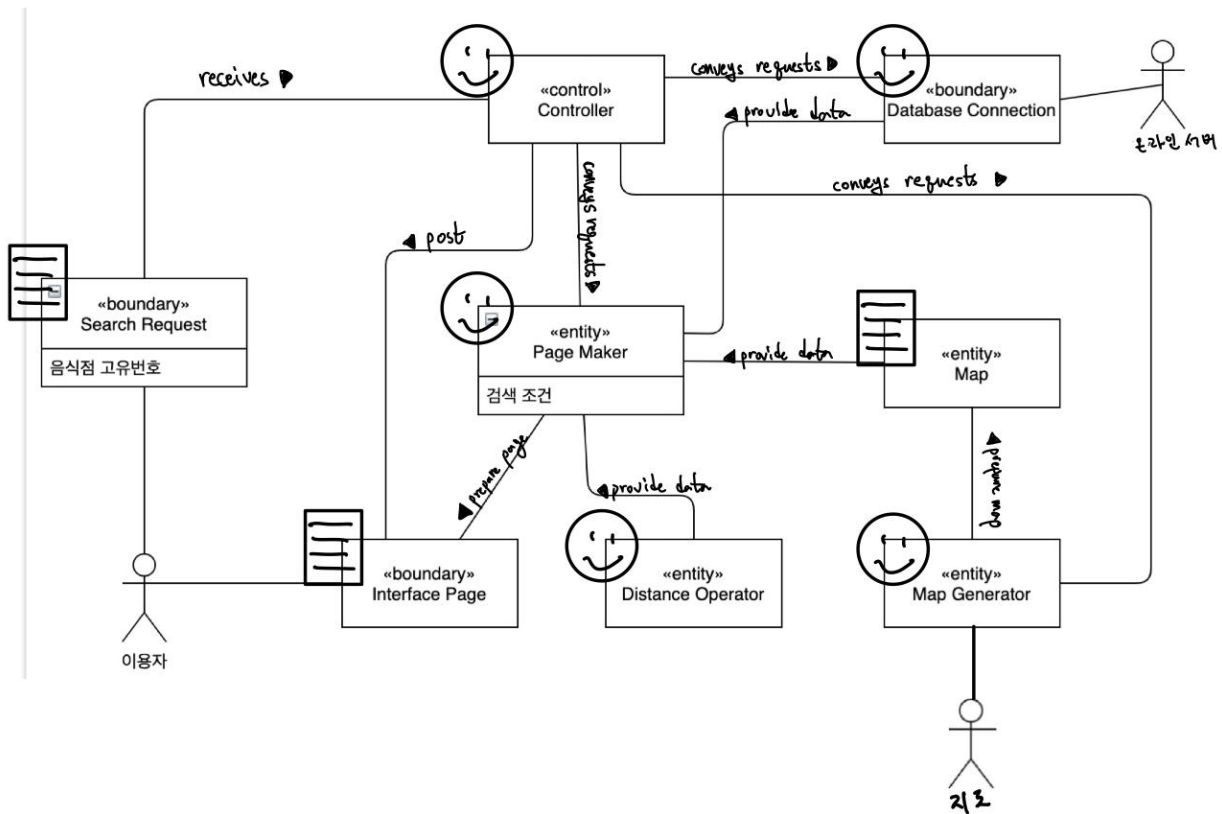 receives ▶
«control»
Controller
conveys requests ▶
«boundary»
Database Connection
◀ provide data
온라인 서버
conveys requests ▶
conveys requests ▶
◀ post
«boundary»
Search Request
음식점 고유번호
«entity»
Page Maker
검색 조건
◀ provide data
«entity»
Map
◀ prepare page
◀ provide data
◀ prepare map
«boundary»
Interface Page
«entity»
Distance Operator
«entity»
Map Generator
이용자
지도